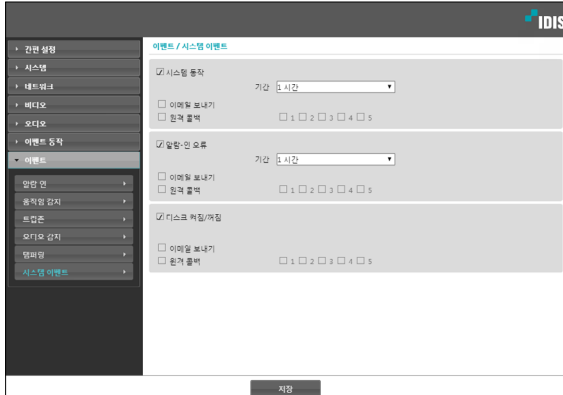 IDIS
간편 설정
시스템
네트워크
비디오
오디오
이벤트 동작
이벤트
알람 인
움직임 감지
트립존
오디오 감지
탬퍼링
시스템 이벤트
이벤트 / 시스템 이벤트
시스템 동작
기간 1 시간
이메일 보내기
원격 콜백 1 2 3 4 5
알람-인 오류
기간 1 시간
이메일 보내기
원격 콜백 1 2 3 4 5
디스크 켜짐/꺼짐
이메일 보내기
원격 콜백 1 2 3 4 5
저장